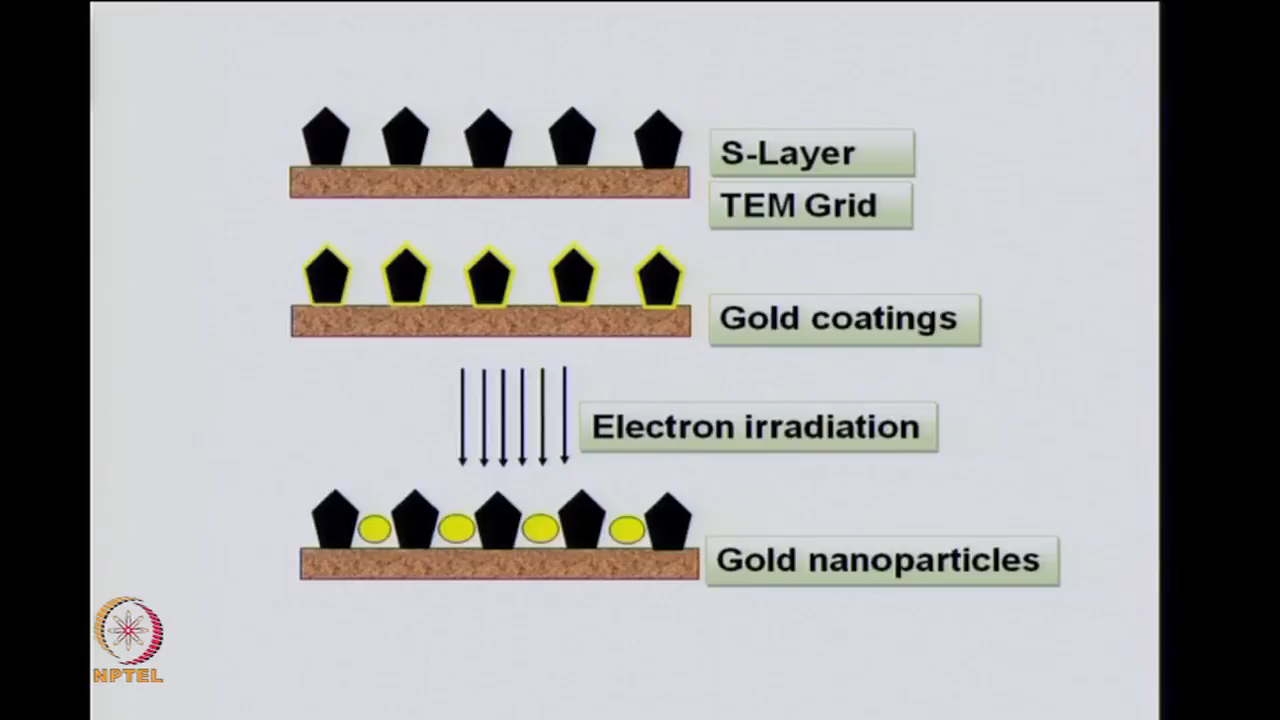 S-Layer
TEM Grid
Gold coatings
Electron irradiation
Gold nanoparticles
NPTEL